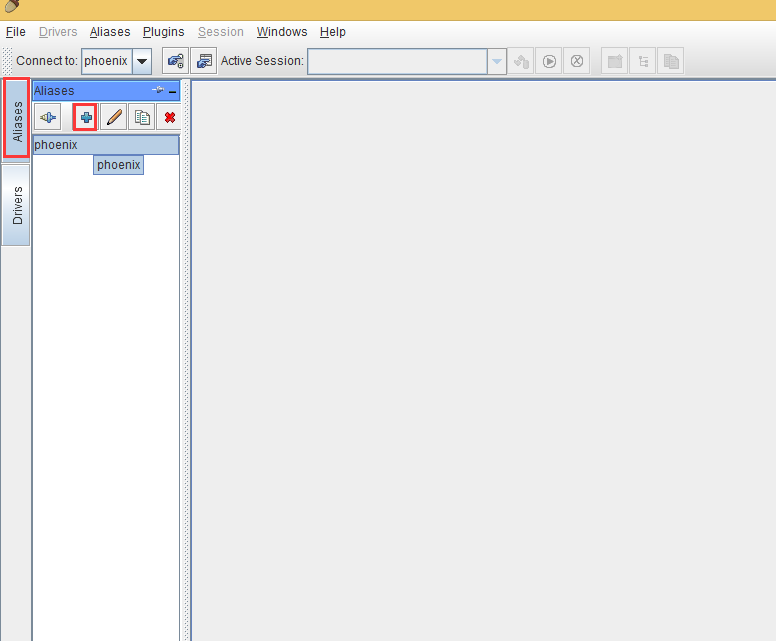 File Drivers Aliases Plugins Session Windows Help
Connect to: phoenix Active Session:
Aliases
Aliases
phoenix
phoenix
Drivers